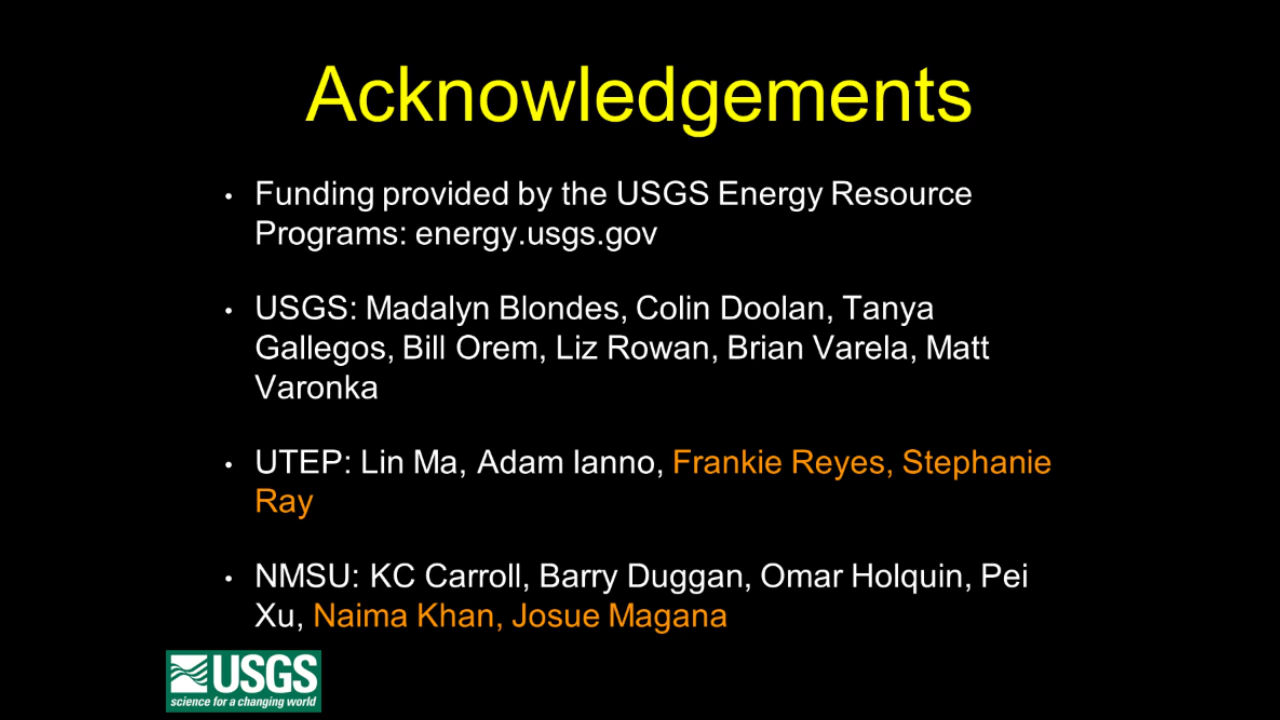 Acknowledgements
• Funding provided by the USGS Energy Resource
Programs: energy.usgs.gov
• USGS: Madalyn Blondes, Colin Doolan, Tanya
Gallegos, Bill Orem, Liz Rowan, Brian Varela, Matt
Varonka
• UTEP: Lin Ma, Adam Ianno, Frankie Reyes, Stephanie
Ray
• NMSU: KC Carroll, Barry Duggan, Omar Holquin, Pei
Xu, Naima Khan, Josue Magana
USGS
science for a changing world